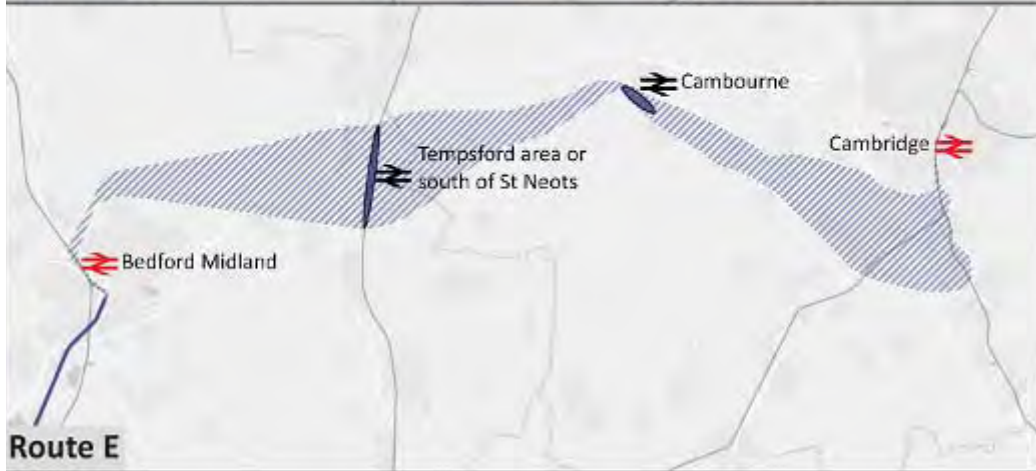 Cambourne
Cambridge
Tempsford area or
south of St Neots
Bedford Midland
Route E